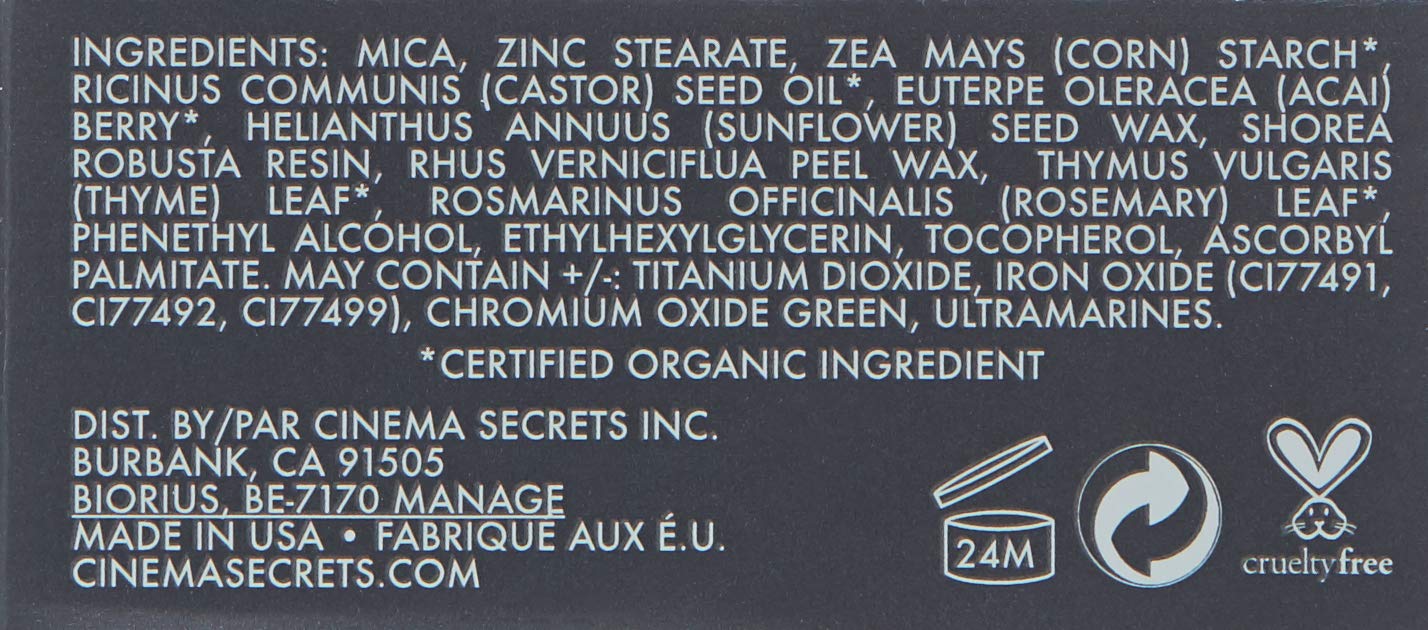 INGREDIENTS: MICA, ZINC STEARATE, ZEA MAYS (CORN) STARCH*,
RICINUS COMMUNIS (CASTOR) SEED OIL*, EUTERPE OLERACEA (ACAI)
BERRY*, HELIANTHUS ANNUUS (SUNFLOWER) SEED WAX, SHOREA
ROBUSTA RESIN, RHUS VERNICIFLUA PEEL WAX, THYMUS VULGARIS
(THYME) LEAF*, ROSMARINUS OFFICINALIS (ROSEMARY) LEAF*,
PHENETHYL ALCOHOL, ETHYLHEXYLGLYCERIN, TOCOPHEROL, ASCORBYL
PALMITATE. MAY CONTAIN +/-: TITANIUM DIOXIDE, IRON OXIDE (CI77491,
CI77492, CI77499), CHROMIUM OXIDE GREEN, ULTRAMARINES.
*CERTIFIED ORGANIC INGREDIENT
DIST. BY/PAR CINEMA SECRETS INC.
BURBANK, CA 91505
BIORIUS, BE-7170 MANAGE
MADE IN USA • FABRIQUÉ AUX É.U.
CINEMASECRETS.COM
24M
crueltyfree